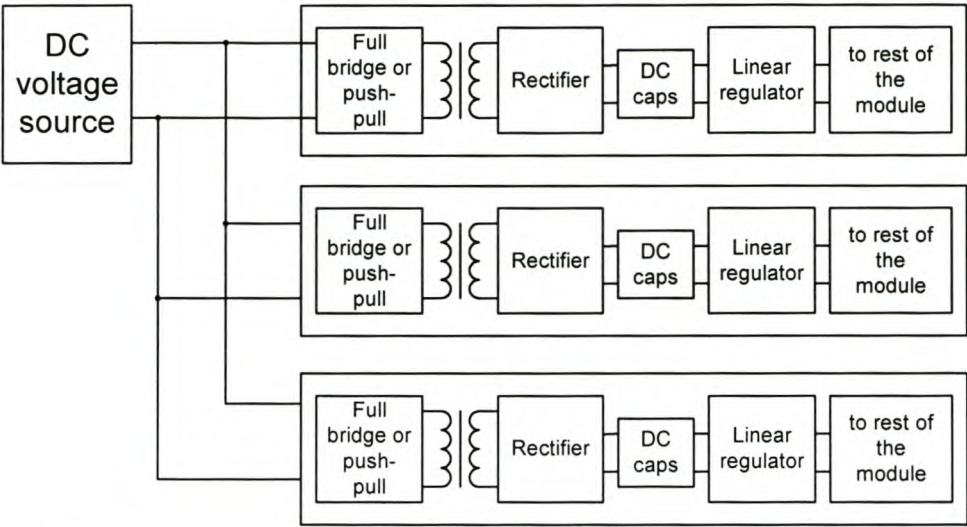 DC
voltage
source
Full
bridge or
push-
pull
Rectifier
DC
caps
Linear
regulator
to rest of
the
module
Full
bridge or
push-
pull
Rectifier
DC
caps
Linear
regulator
to rest of
the
module
Full
bridge or
push-
pull
Rectifier
DC
caps
Linear
regulator
to rest of
the
module